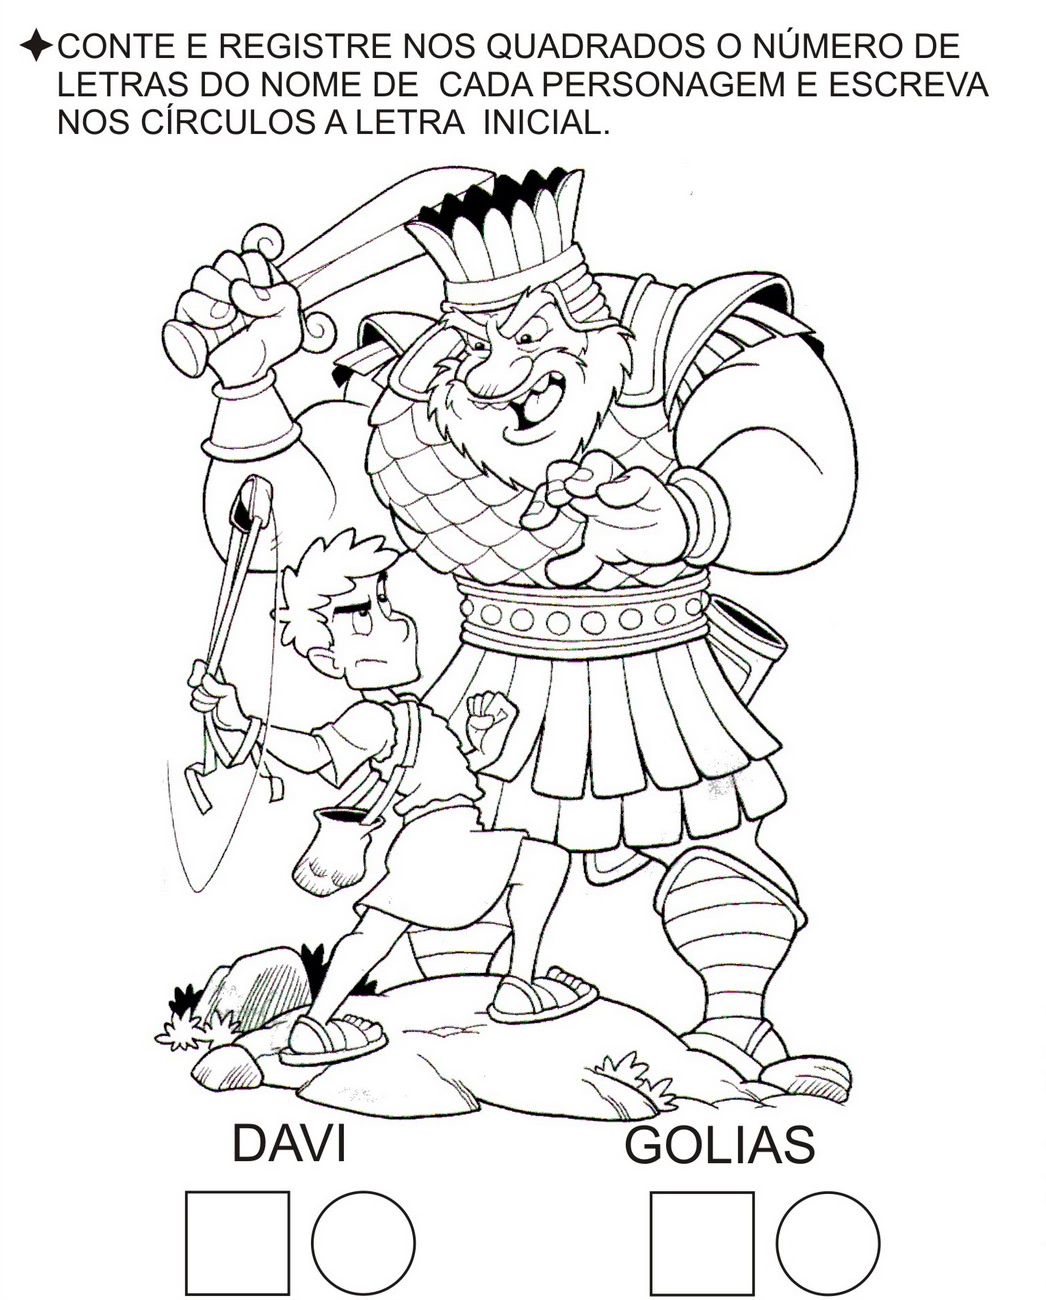 CONTE E REGISTRE NOS QUADRADOS O NÚMERO DE
LETRAS DO NOME DE CADA PERSONAGEM E ESCREVA
NOS CÍRCULOS A LETRA INICIAL.
DAVI
GOLIAS